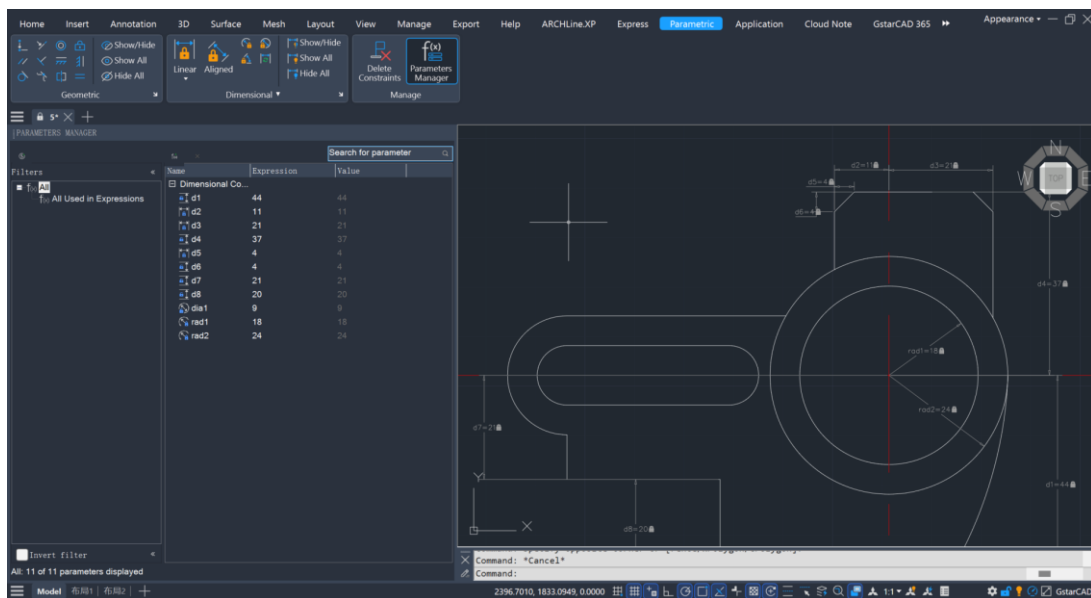 Home Insert Annotation 3D Surface Mesh Layout View Manage Export Help ARCHLine.XP Express Parametric Application Cloud Note GstarCAD 365 Appearance
Show/Hide
Show All
Hide All
Geometric
Linear
Aligned
Show/Hide
Show All
Hide All
Dimensional
Delete Constraints
Parameters Manager
Manage
5*
PARAMETERS MANAGER
Search for parameter
Filters
All
All Used in Expressions
Name Expression Value
Dimensional Co...
d1 44 44
d2 11 11
d3 21 21
d4 37 37
d5 4 4
d6 4 4
d7 21 21
d8 20 20
dia1 9 9
rad1 18 18
rad2 24 24
Invert filter
All: 11 of 11 parameters displayed
d2=11
d3=21
d5=4
d6=4
d4=37
rad1=18
rad2=24
d7=21
d1=44
d8=20
Y
X
N
W TOP E
S
Command: *Cancel*
Command:
Model 布局1 布局2
2396.7010, 1833.0949, 0.0000 1:1 GstarCAD